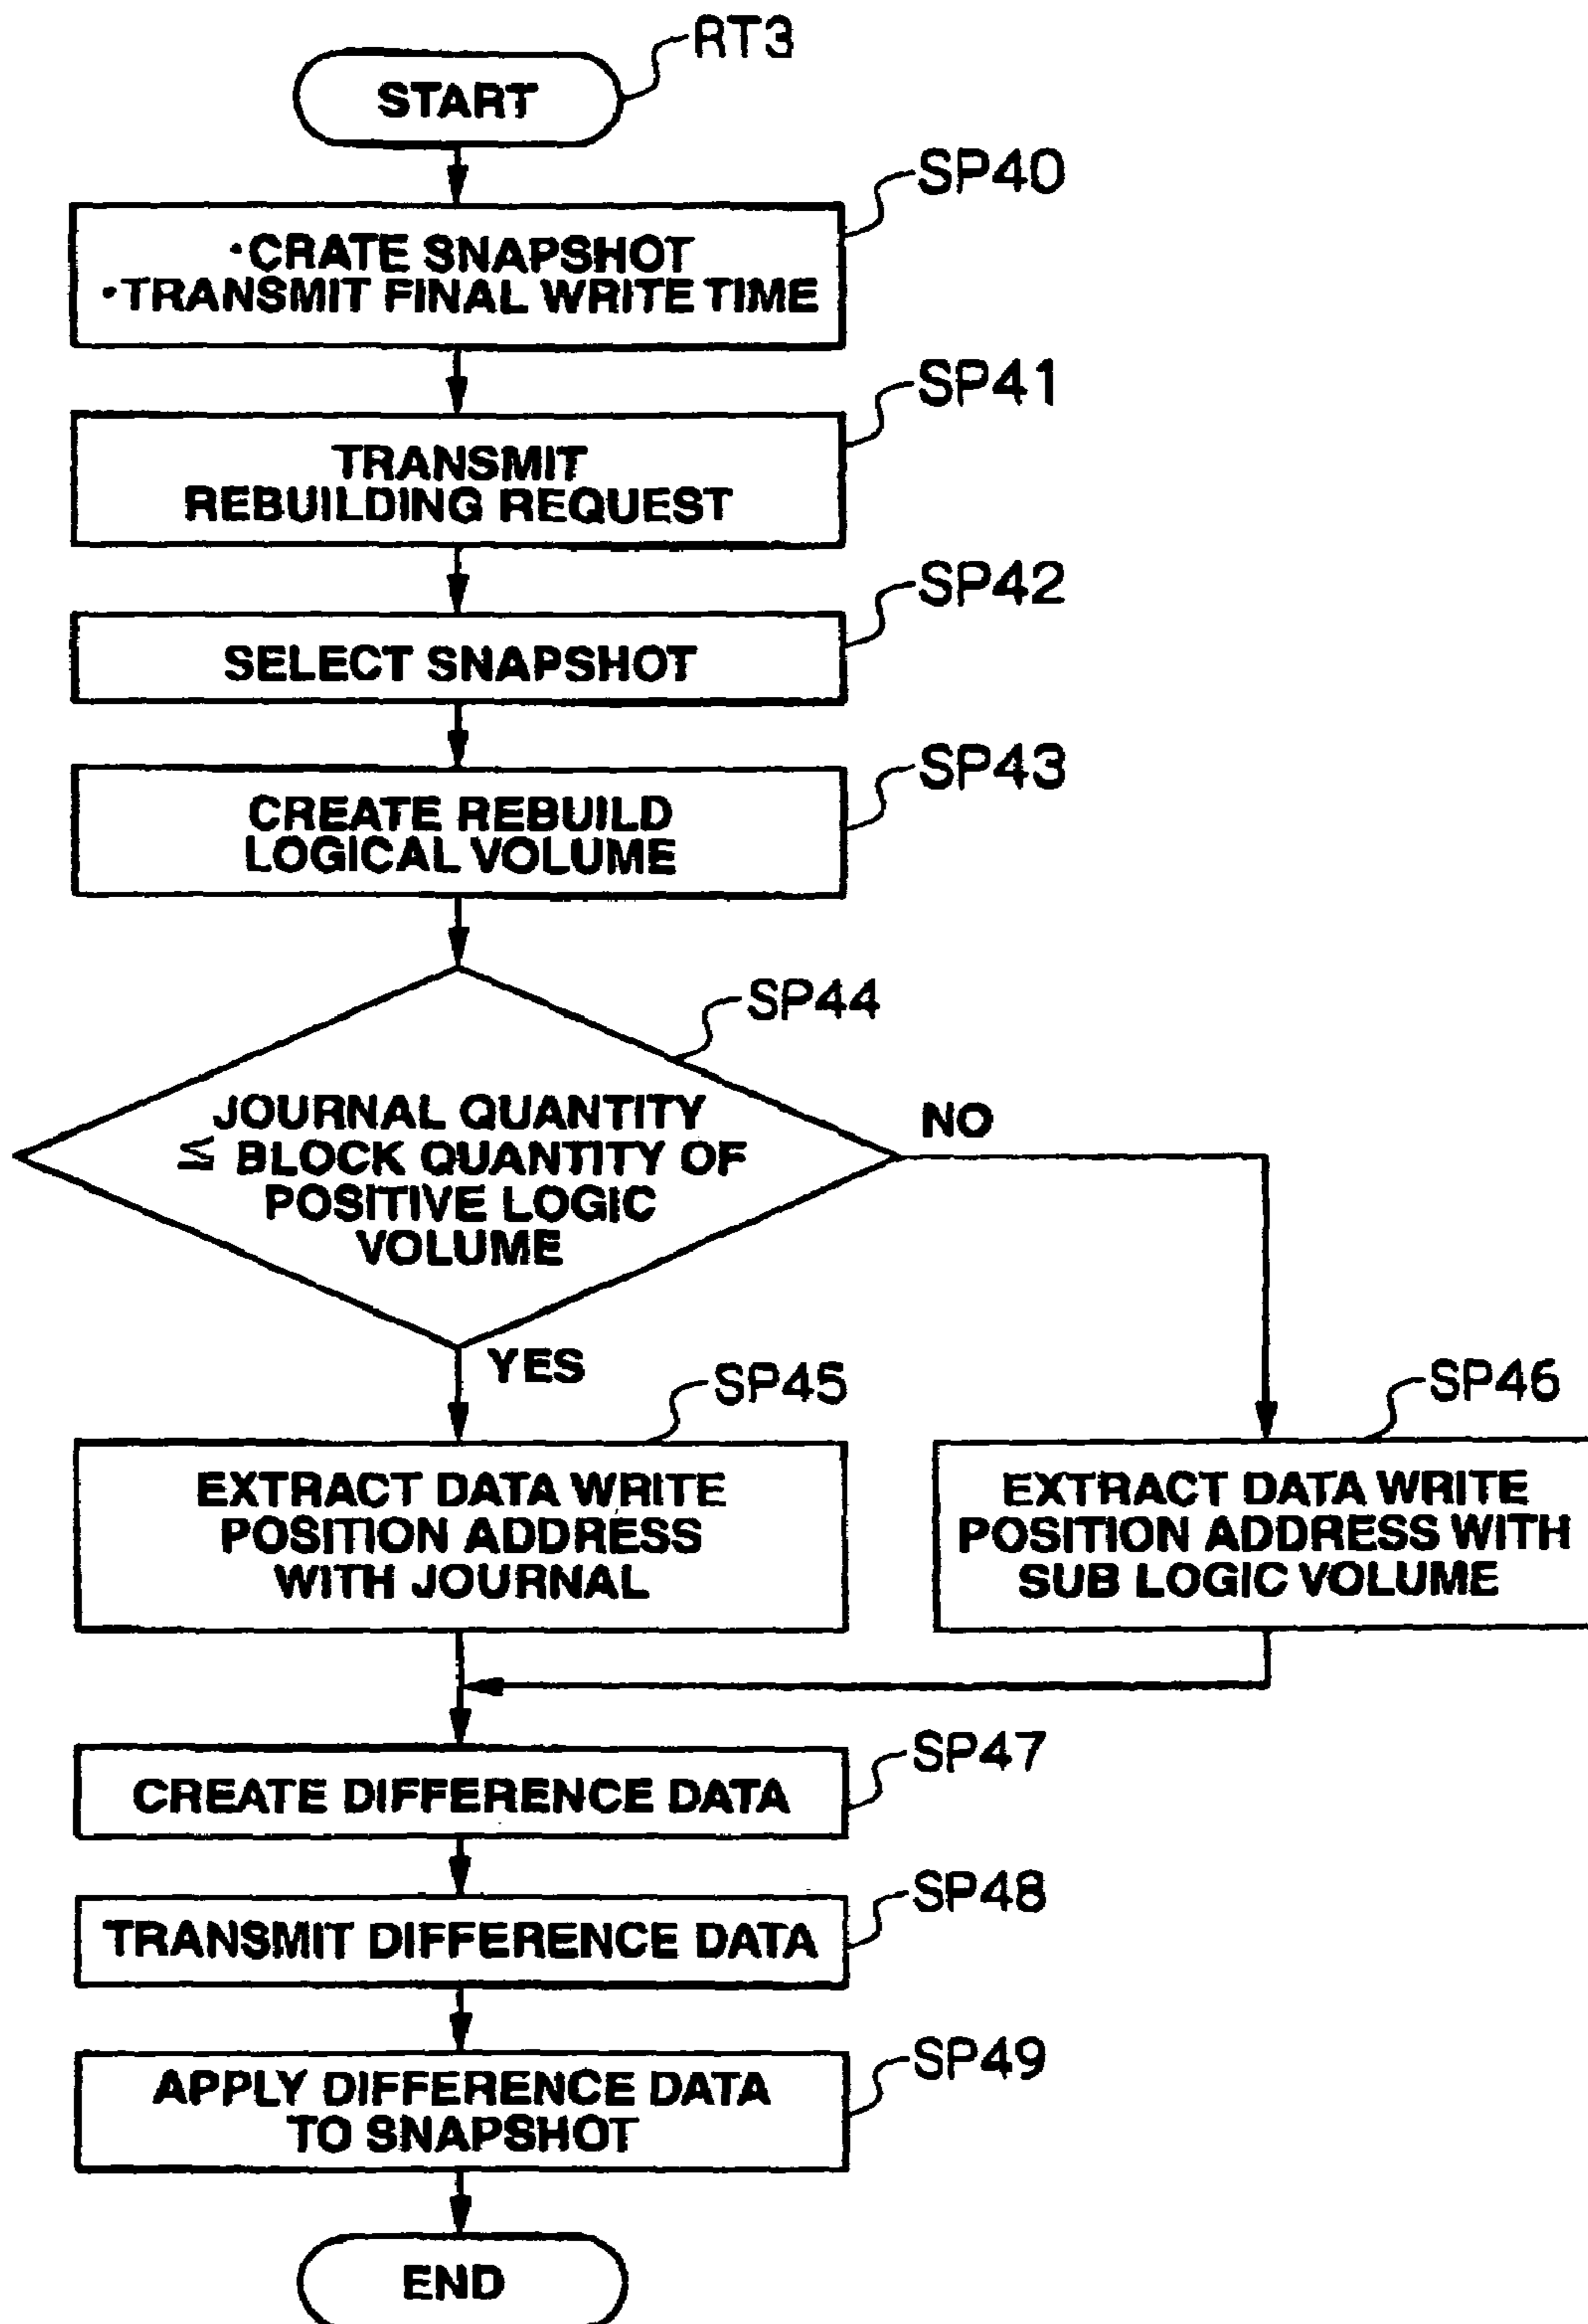 RT3
START
SP40
·CRATE SNAPSHOT
·TRANSMIT FINAL WRITE TIME
SP41
TRANSMIT
REBUILDING REQUEST
SP42
SELECT SNAPSHOT
SP43
CREATE REBUILD
LOGICAL VOLUME
SP44
JOURNAL QUANTITY
≦ BLOCK QUANTITY OF
POSITIVE LOGIC
VOLUME
NO
YES
SP45
EXTRACT DATA WRITE
POSITION ADDRESS
WITH JOURNAL
SP46
EXTRACT DATA WRITE
POSITION ADDRESS WITH
SUB LOGIC VOLUME
SP47
CREATE DIFFERENCE DATA
SP48
TRANSMIT DIFFERENCE DATA
SP49
APPLY DIFFERENCE DATA
TO SNAPSHOT
END